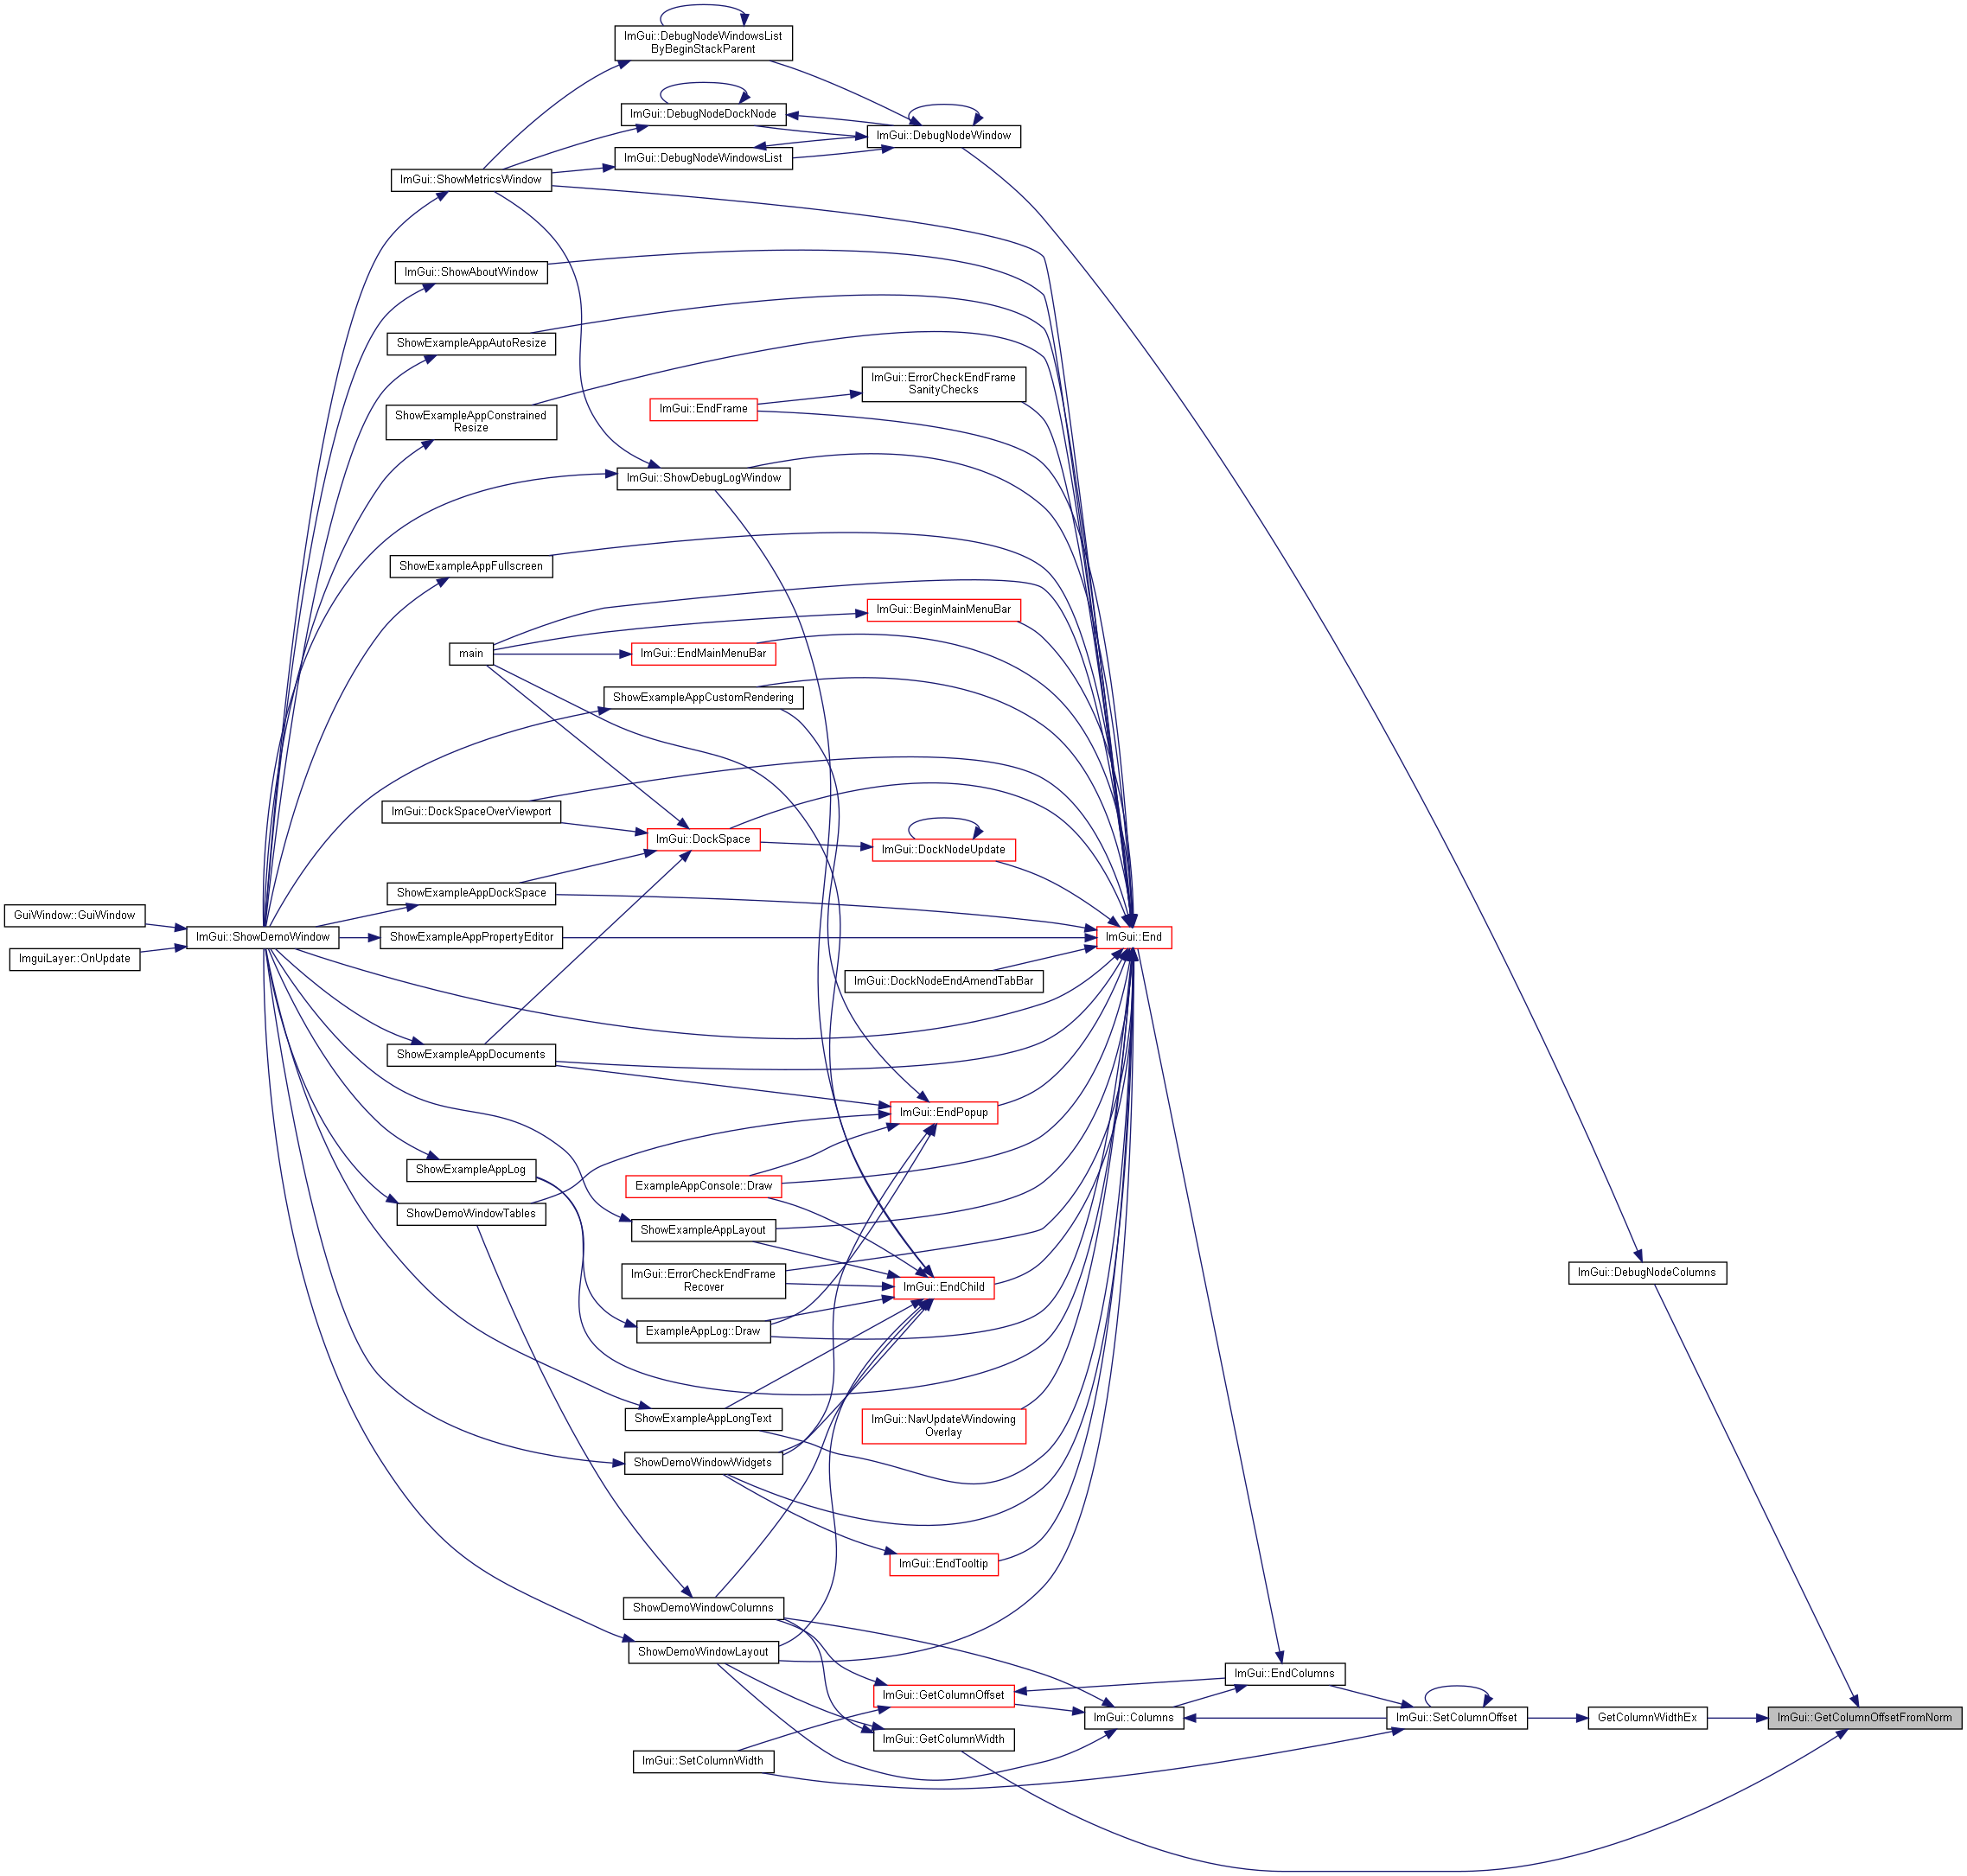 ImGui::DebugNodeWindowsList
ByBeginStackParent
ImGui::DebugNodeDockNode
ImGui::DebugNodeWindow
ImGui::DebugNodeWindowsList
ImGui::ShowMetricsWindow
ImGui::ShowAboutWindow
ShowExampleAppAutoResize
ImGui::ErrorCheckEndFrame
SanityChecks
ImGui::EndFrame
ShowExampleAppConstrained
Resize
ImGui::ShowDebugLogWindow
ShowExampleAppFullscreen
ImGui::BeginMainMenuBar
main
ImGui::EndMainMenuBar
ShowExampleAppCustomRendering
ImGui::DockSpaceOverViewport
ImGui::DockSpace
ImGui::DockNodeUpdate
ShowExampleAppDockSpace
GuiWindow::GuiWindow
ImGui::ShowDemoWindow
ShowExampleAppPropertyEditor
ImGui::End
ImguiLayer::OnUpdate
ImGui::DockNodeEndAmendTabBar
ShowExampleAppDocuments
ImGui::EndPopup
ShowExampleAppLog
ExampleAppConsole::Draw
ShowDemoWindowTables
ShowExampleAppLayout
ImGui::ErrorCheckEndFrame
Recover
ImGui::EndChild
ImGui::DebugNodeColumns
ExampleAppLog::Draw
ShowExampleAppLongText
ImGui::NavUpdateWindowing
Overlay
ShowDemoWindowWidgets
ImGui::EndTooltip
ShowDemoWindowColumns
ShowDemoWindowLayout
ImGui::EndColumns
ImGui::GetColumnOffset
ImGui::Columns
ImGui::SetColumnOffset
GetColumnWidthEx
ImGui::GetColumnOffsetFromNorm
ImGui::GetColumnWidth
ImGui::SetColumnWidth